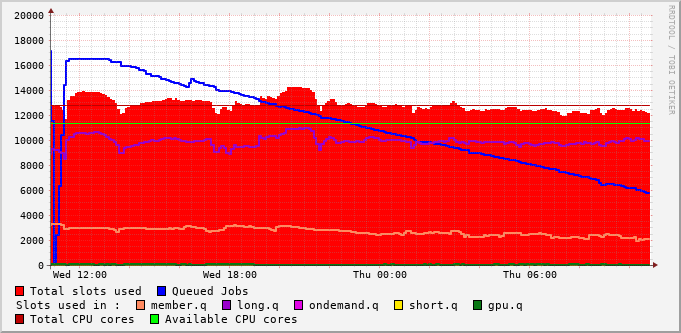 20000
18000
16000
14000
12000
10000
8000
6000
4000
2000
0
Wed 12:00 Wed 18:00 Thu 00:00 Thu 06:00
RRDTOOL / TOBI OETIKER
Total slots used Queued Jobs
Slots used in : member.q long.q ondemand.q short.q gpu.q
Total CPU cores Available CPU cores